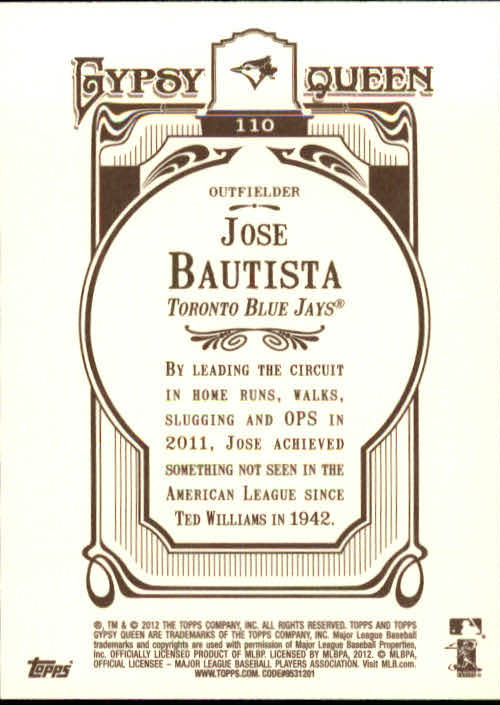 GYPSY QUEEN
110
OUTFIELDER
JOSE
BAUTISTA
TORONTO BLUE JAYS®
BY LEADING THE CIRCUIT
IN HOME RUNS, WALKS,
SLUGGING AND OPS IN
2011, JOSE ACHIEVED
SOMETHING NOT SEEN IN THE
AMERICAN LEAGUE SINCE
TED WILLIAMS IN 1942.
®, TM & © 2012 THE TOPPS COMPANY, INC. ALL RIGHTS RESERVED. TOPPS AND TOPPS
GYPSY QUEEN ARE TRADEMARKS OF THE TOPPS COMPANY, INC. Major League Baseball
trademarks and copyrights are used with permission of Major League Baseball Properties,
Inc. OFFICIALLY LICENSED PRODUCT OF MLBP. LICENSED BY MLBPA, 2012. © MLBPA,
OFFICIAL LICENSEE – MAJOR LEAGUE BASEBALL PLAYERS ASSOCIATION. Visit MLB.com.
WWW.TOPPS.COM. CODE#9531201
topps